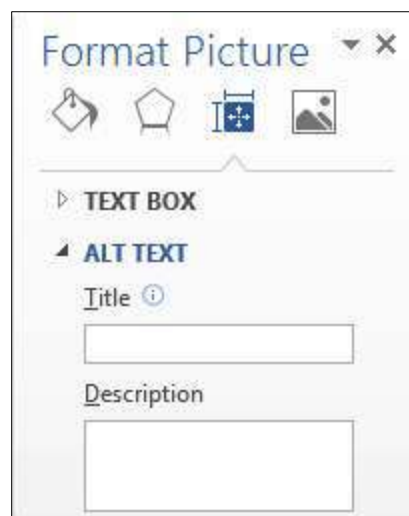 Format Picture
TEXT BOX
ALT TEXT
Title
Description